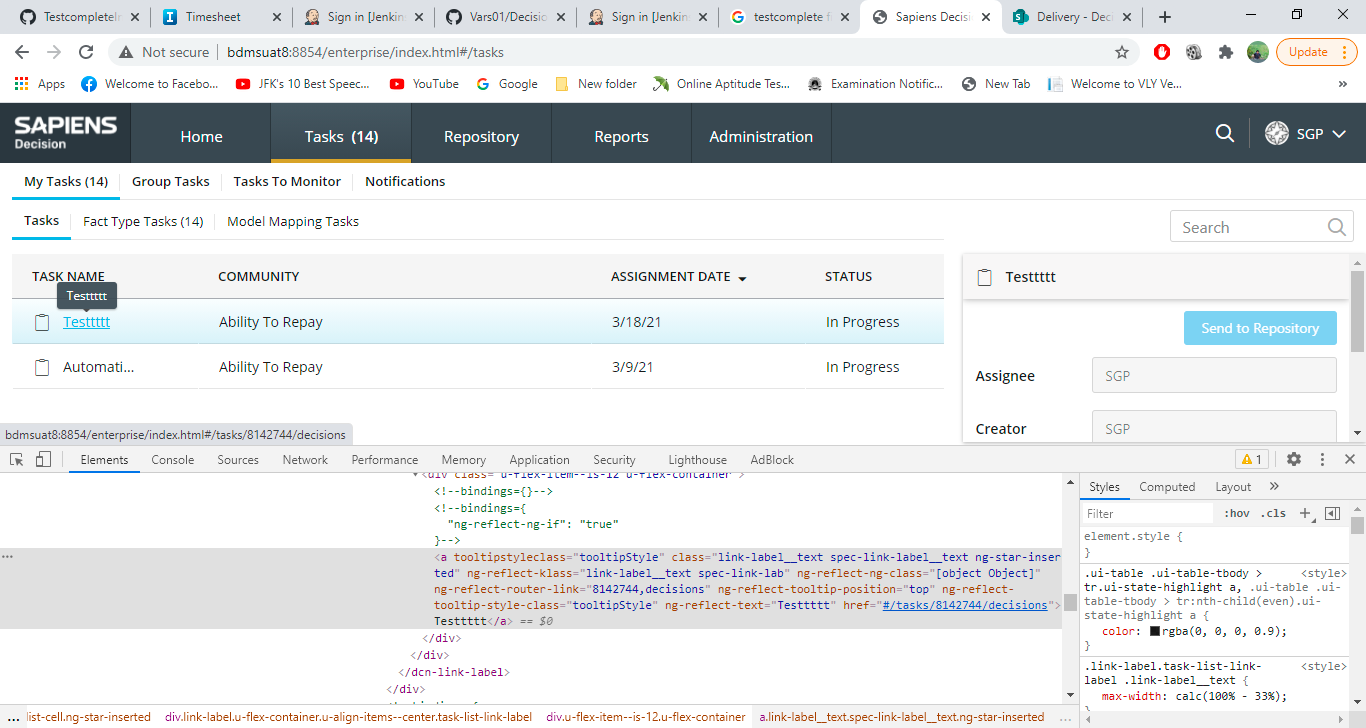 TestcompleteIn
Timesheet
Sign in [Jenkin
Vars01/Decisio
Sign in [Jenkin
testcomplete f
Sapiens Decisi
Delivery - Deci
Not secure bdmsuat8:8854/enterprise/index.html#/tasks
Update
Apps
Welcome to Facebo...
JFK's 10 Best Speec...
YouTube
Google
New folder
Online Aptitude Tes...
Examination Notific...
New Tab
Welcome to VLY Ve...
»
SAPIENS
Decision
Home
Tasks (14)
Repository
Reports
Administration
SGP
My Tasks (14)
Group Tasks
Tasks To Monitor
Notifications
Tasks
Fact Type Tasks (14)
Model Mapping Tasks
Search
TASK NAME COMMUNITY ASSIGNMENT DATE STATUS
Testtttt
Testtttt Ability To Repay 3/18/21 In Progress
Automati... Ability To Repay 3/9/21 In Progress
Testtttt
Send to Repository
Assignee SGP
Creator SGP
bdmsuat8:8854/enterprise/index.html#/tasks/8142744/decisions
Elements
Console
Sources
Network
Performance
Memory
Application
Security
Lighthouse
AdBlock
1
<div class="u-flex-item--is-12 u-flex-container">
<!--bindings={}-->
<!--bindings={
"ng-reflect-ng-if": "true"
}-->
<a tooltipstyleclass="tooltipStyle" class="link-label__text spec-link-label__text ng-star-inser
ted" ng-reflect-klass="link-label__text spec-link-lab" ng-reflect-ng-class="[object Object]"
ng-reflect-router-link="8142744,decisions" ng-reflect-tooltip-position="top" ng-reflect-
tooltip-style-class="tooltipStyle" ng-reflect-text="Testtttt" href="#/tasks/8142744/decisions">
Testtttt</a> == $0
</div>
</div>
</dcn-link-label>
</div>
... list-cell.ng-star-inserted div.link-label.u-flex-container.u-align-items--center.task-list-link-label div.u-flex-item--is-12.u-flex-container a.link-label__text.spec-link-label__text.ng-star-inserted ...
Styles
Computed
Layout
»
Filter :hov .cls +
element.style {
}
.ui-table .ui-table-tbody > <style>
tr.ui-state-highlight a, .ui-table .ui-
table-tbody > tr:nth-child(even).ui-
state-highlight a {
color: rgba(0, 0, 0, 0.9);
}
.link-label.task-list-link- <style>
label .link-label__text {
max-width: calc(100% - 33%);